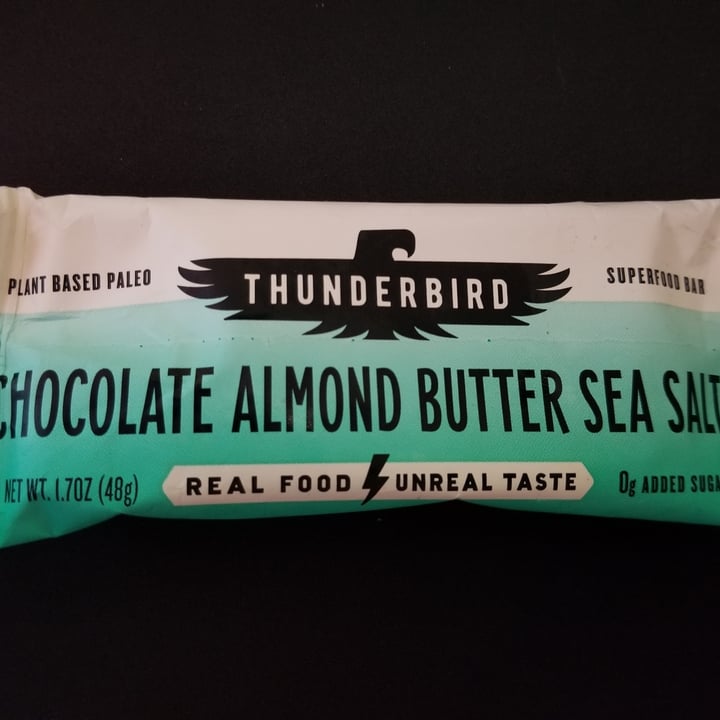 PLANT BASED PALEO
THUNDERBIRD
SUPERFOOD BAR
CHOCOLATE ALMOND BUTTER SEA SALT
NET WT. 1.7OZ (48g)
REAL FOOD UNREAL TASTE
0g ADDED SUGA